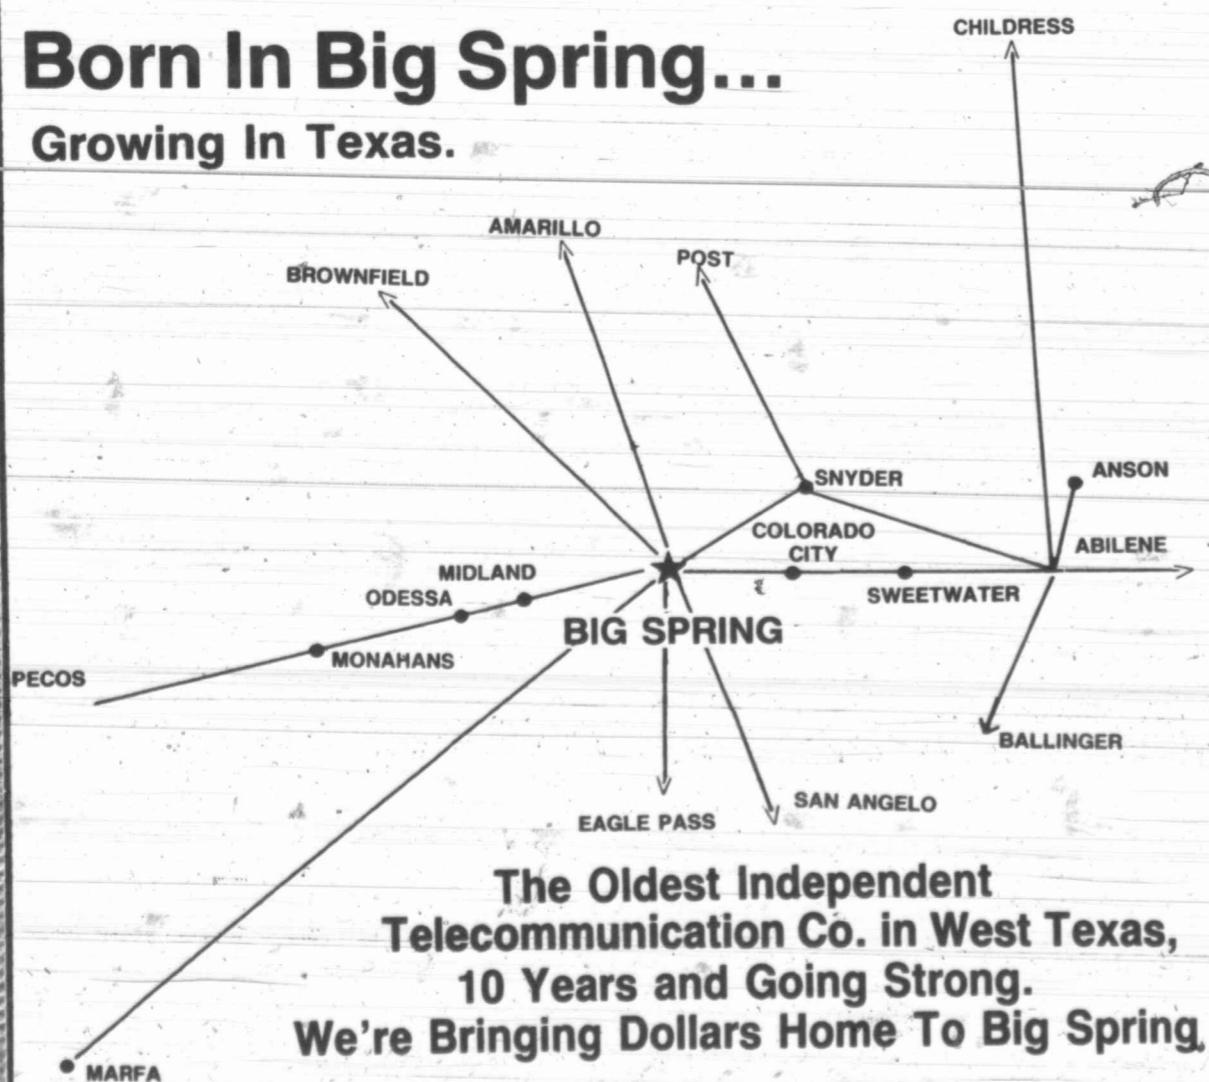 Born In Big Spring...
Growing In Texas.
CHILDRESS
AMARILLO
POST
BROWNFIELD
SNYDER
ANSON
COLORADO
CITY
ABILENE
MIDLAND
ODESSA
SWEETWATER
BIG SPRING
MONAHANS
PECOS
BALLINGER
SAN ANGELO
EAGLE PASS
The Oldest Independent
Telecommunication Co. in West Texas,
10 Years and Going Strong.
We're Bringing Dollars Home To Big Spring.
MARFA